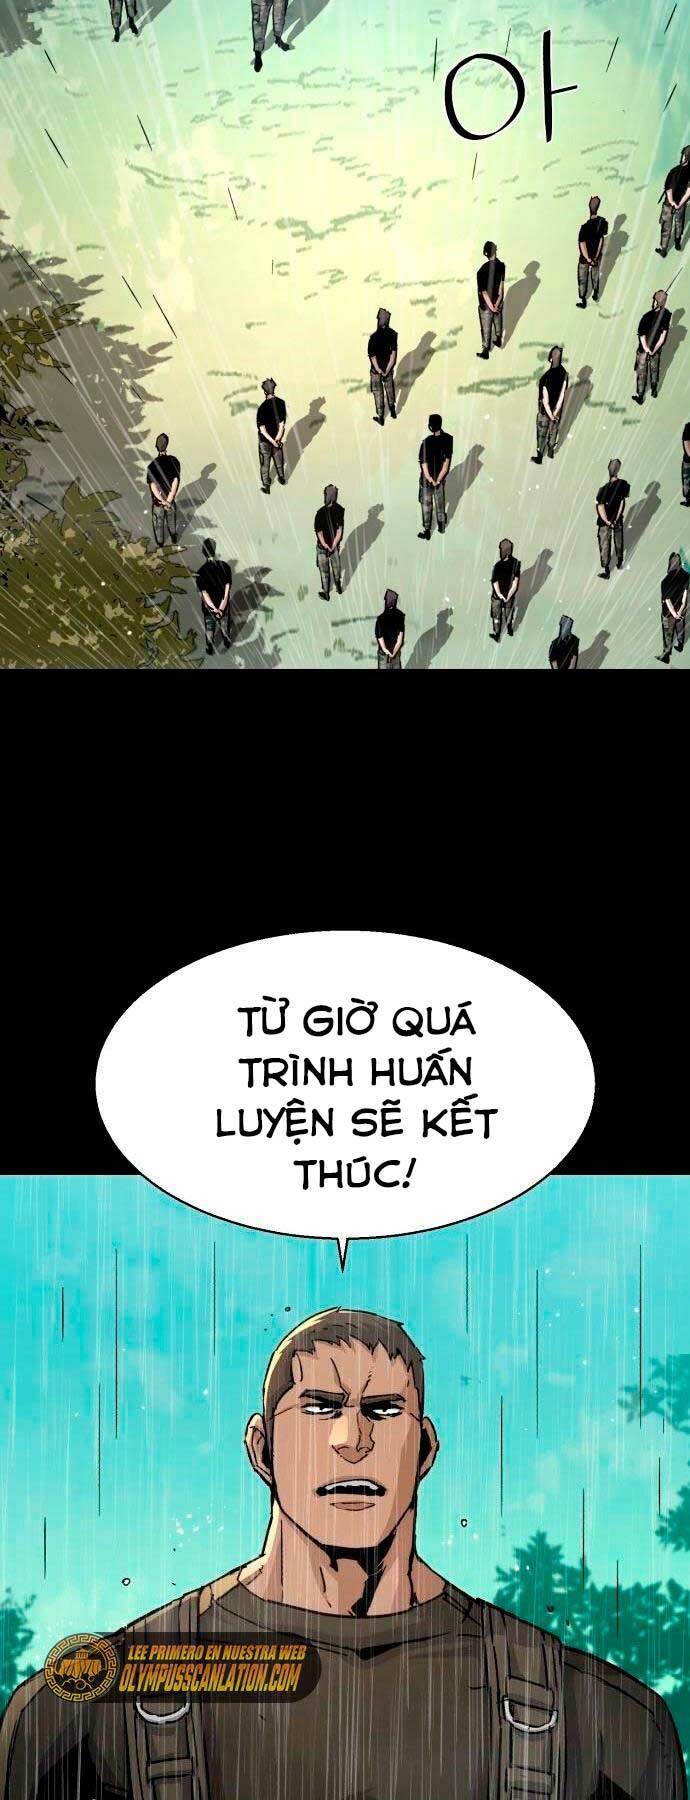 아
TỪ GIỜ QUÁ
TRÌNH HUẤN
LUYỆN SẼ KẾT
THÚC!
LEE PRIMERO EN NUESTRA WEB
OLYMPUSSCANLATION.COM